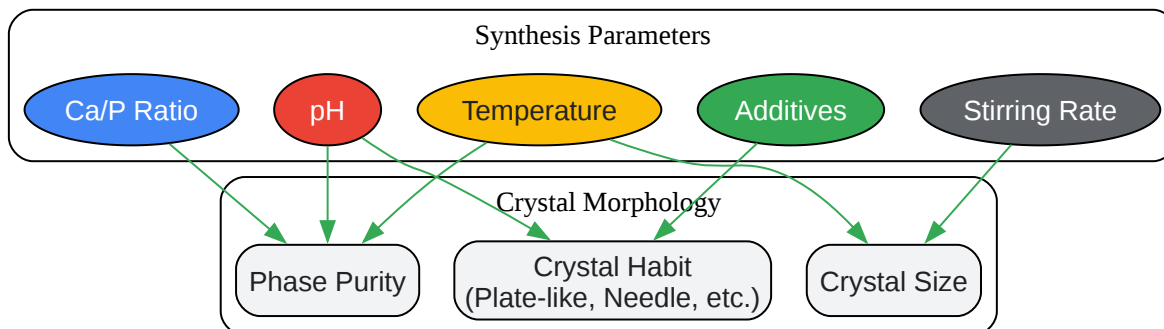 Synthesis Parameters
Ca/P Ratio
pH
Temperature
Additives
Stirring Rate
Crystal Morphology
Phase Purity
Crystal Habit
(Plate-like, Needle, etc.)
Crystal Size